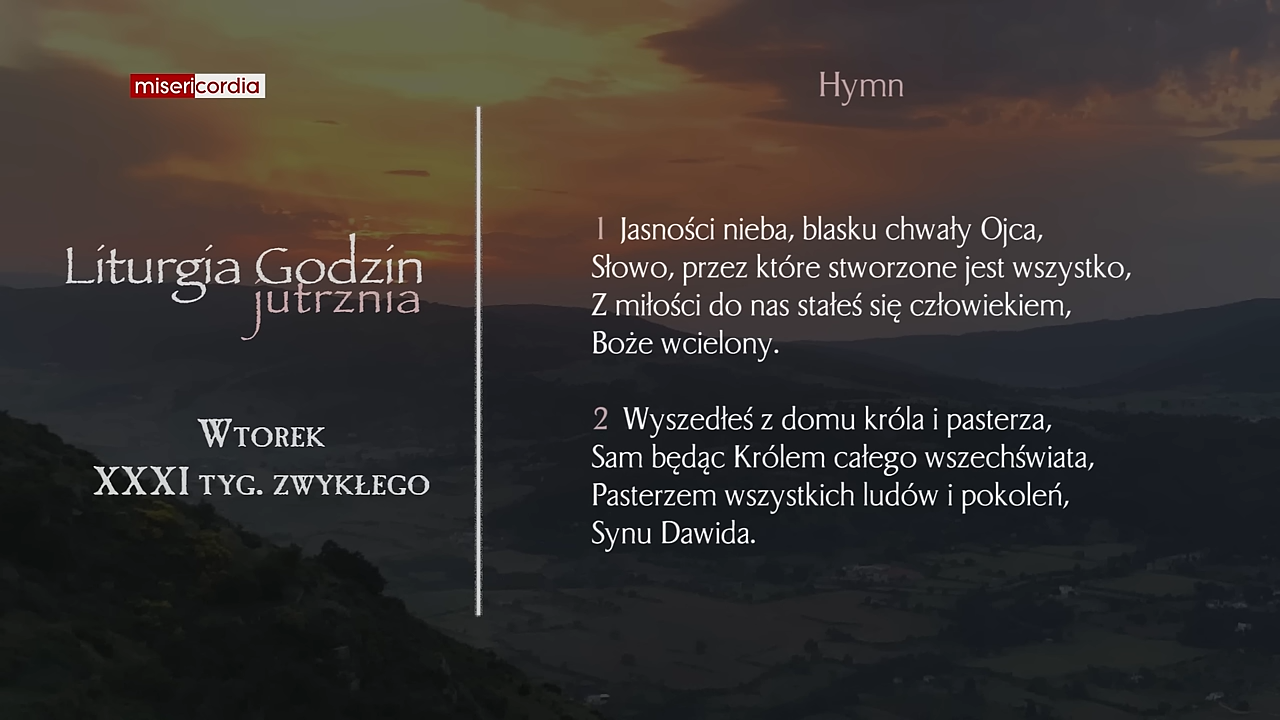 misericordia
Liturgia Godzin
jutrznia
Wtorek
XXXI tyg. zwykłego
Hymn
1 Jasności nieba, blasku chwały Ojca,
Słowo, przez które stworzone jest wszystko,
Z miłości do nas stałeś się człowiekiem,
Boże wcielony.
2 Wyszedłeś z domu króla i pasterza,
Sam będąc Królem całego wszechświata,
Pasterzem wszystkich ludów i pokoleń,
Synu Dawida.